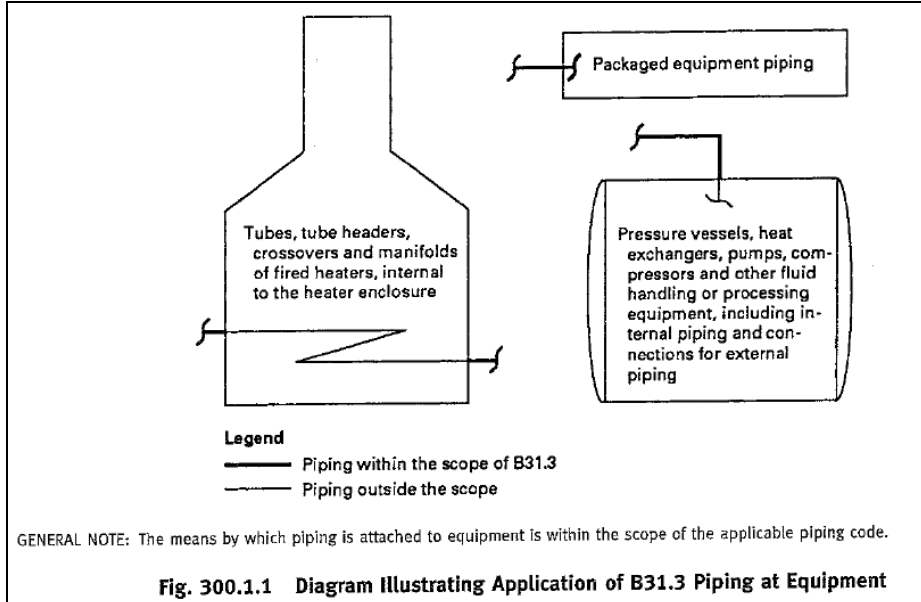 Packaged equipment piping
Tubes, tube headers,
crossovers and manifolds
of fired heaters, internal
to the heater enclosure
Pressure vessels, heat
exchangers, pumps, com-
pressors and other fluid
handling or processing
equipment, including in-
ternal piping and con-
nections for external
piping
Legend
Piping within the scope of B31.3
Piping outside the scope
GENERAL NOTE: The means by which piping is attached to equipment is within the scope of the applicable piping code.
Fig. 300.1.1 Diagram Illustrating Application of B31.3 Piping at Equipment